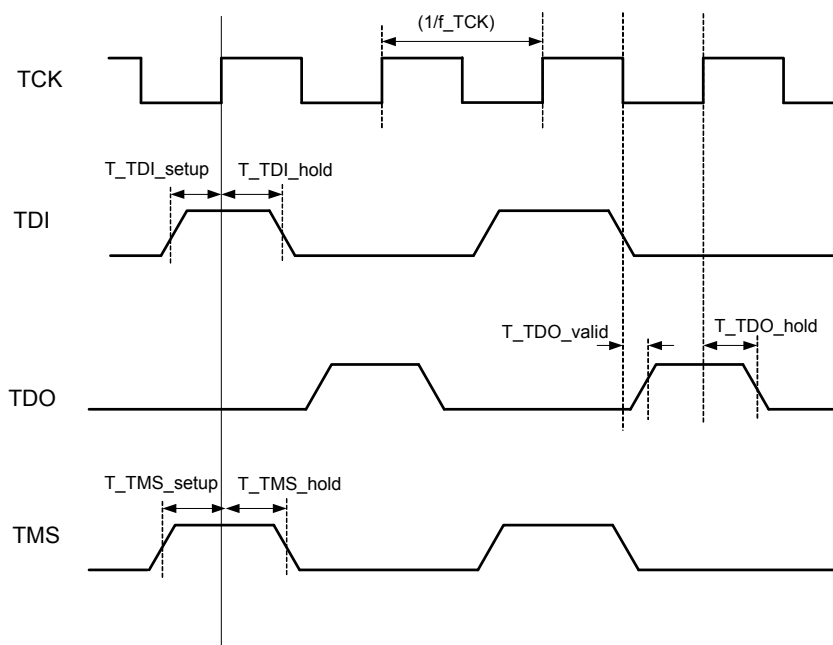 (1/f_TCK)
TCK
T_TDI_setup
T_TDI_hold
TDI
T_TDO_valid
T_TDO_hold
TDO
T_TMS_setup
T_TMS_hold
TMS